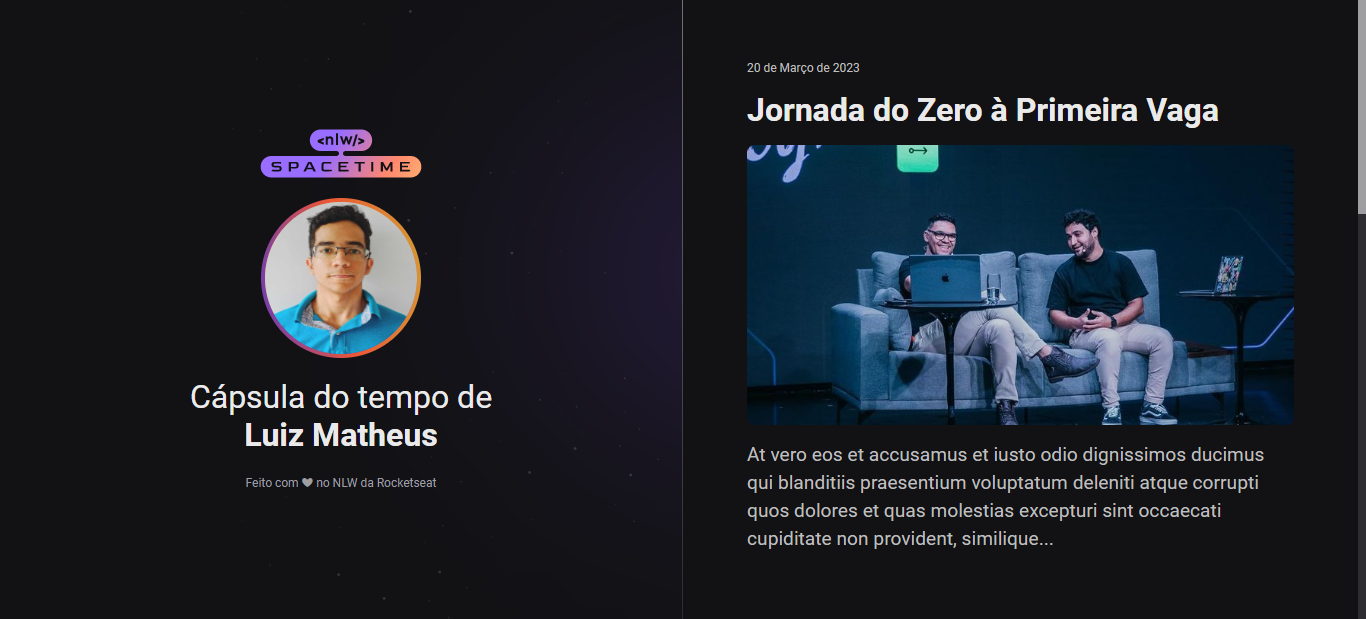 <nlw/>
SPACETIME
Cápsula do tempo de
Luiz Matheus
Feito com ❤ no NLW da Rocketseat
20 de Março de 2023
Jornada do Zero à Primeira Vaga
At vero eos et accusamus et iusto odio dignissimos ducimus
qui blanditiis praesentium voluptatum deleniti atque corrupti
quos dolores et quas molestias excepturi sint occaecati
cupiditate non provident, similique...